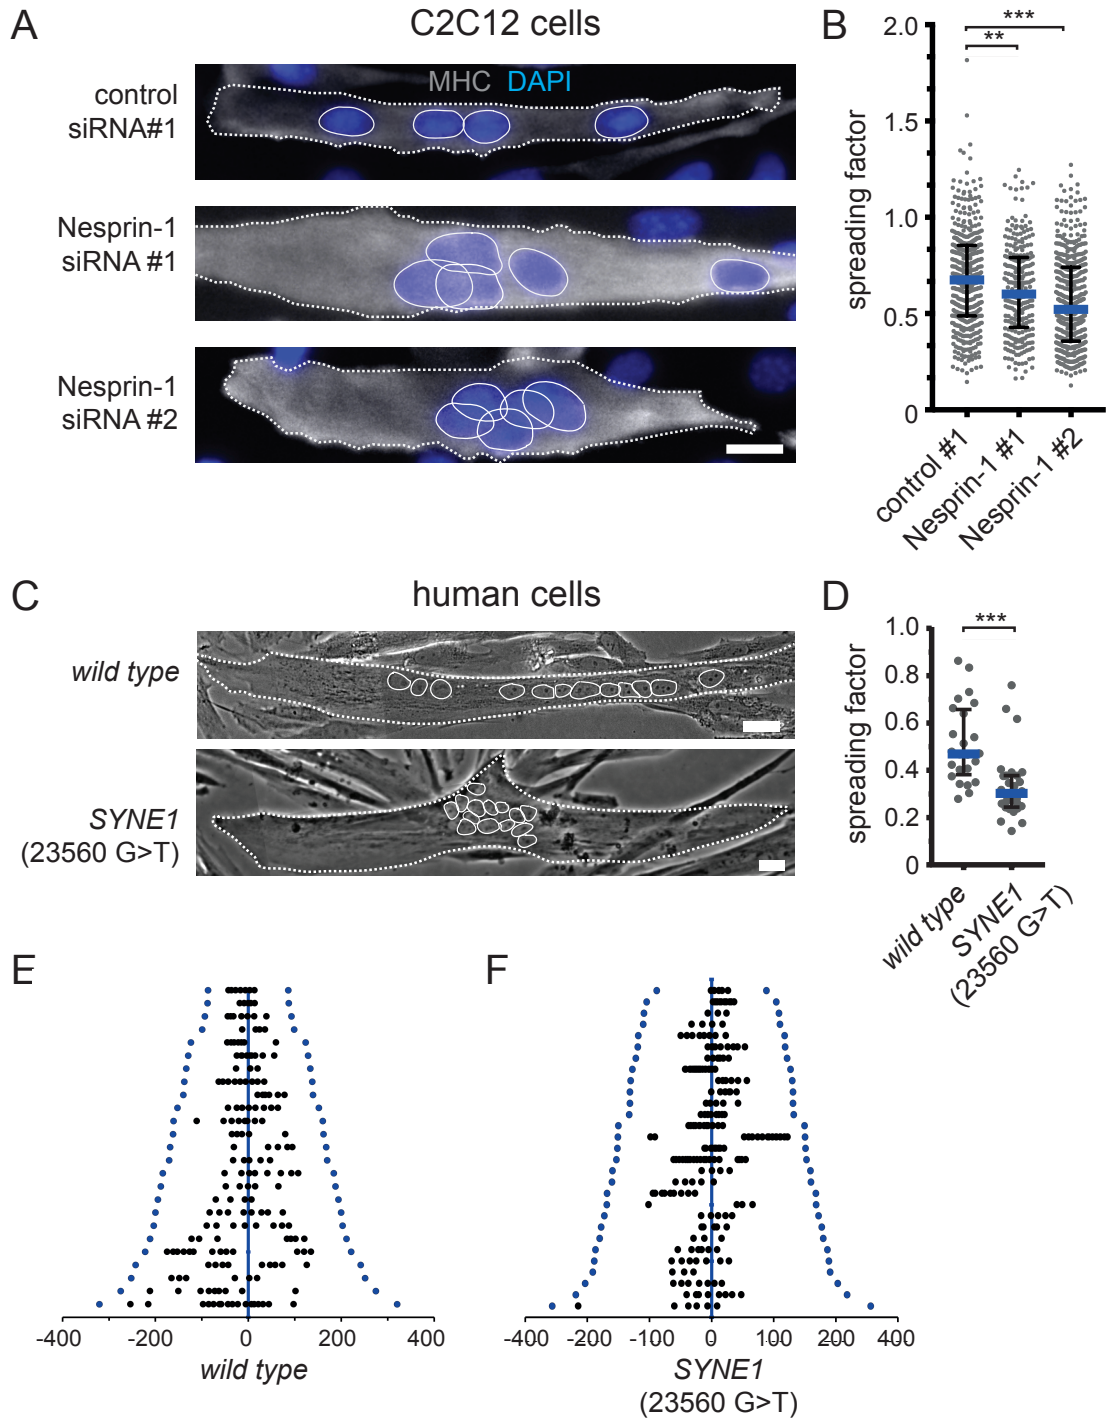 A
C2C12 cells
MHC DAPI
control
siRNA#1
Nesprin-1
siRNA #1
Nesprin-1
siRNA #2
B
***
**
2.0
1.5
1.0
0.5
0
spreading factor
control #1
Nesprin-1 #1
Nesprin-1 #2
C
human cells
wild type
SYNE1
(23560 G>T)
D
***
1.0
0.8
0.6
0.4
0.2
0
spreading factor
wild type
SYNE1
(23560 G>T)
E
-400
-200
0
200
400
wild type
F
-400
-200
-100
0
100
200
400
SYNE1
(23560 G>T)